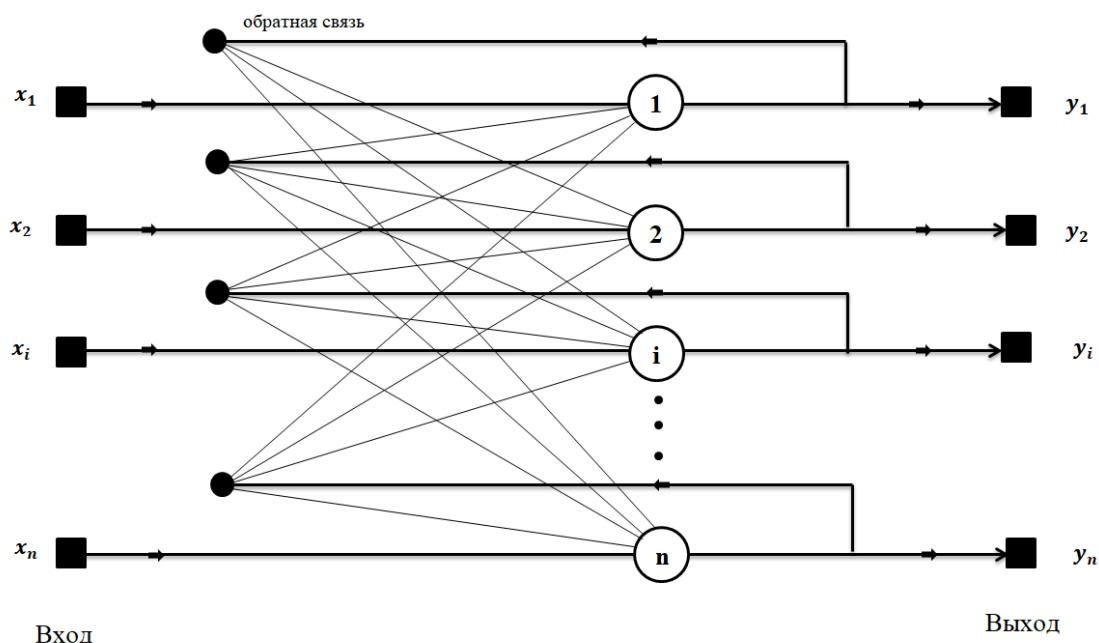 обратная связь
x₁ 1 y₁
x₂ 2 y₂
xᵢ i yᵢ
xₙ n yₙ
Вход Выход